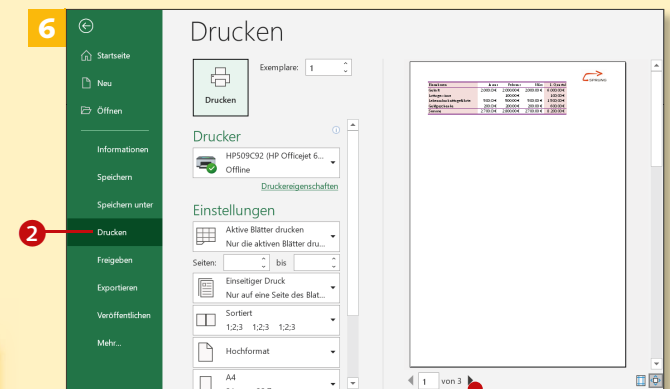 6
Drucken
Startseite
Neu
Öffnen
Informationen
Speichern
Speichern unter
2
Drucken
Freigeben
Exportieren
Veröffentlichen
Mehr...
Drucken
Exemplare: 1
Drucker
HP509C92 (HP Officejet 6...
Offline
Druckereigenschaften
Einstellungen
Aktive Blätter drucken
Nur die aktiven Blätter dru...
Seiten: bis
Einseitiger Druck
Nur auf eine Seite des Blat...
Sortiert
1;2;3 1;2;3 1;2;3
Hochformat
A4
1 von 3